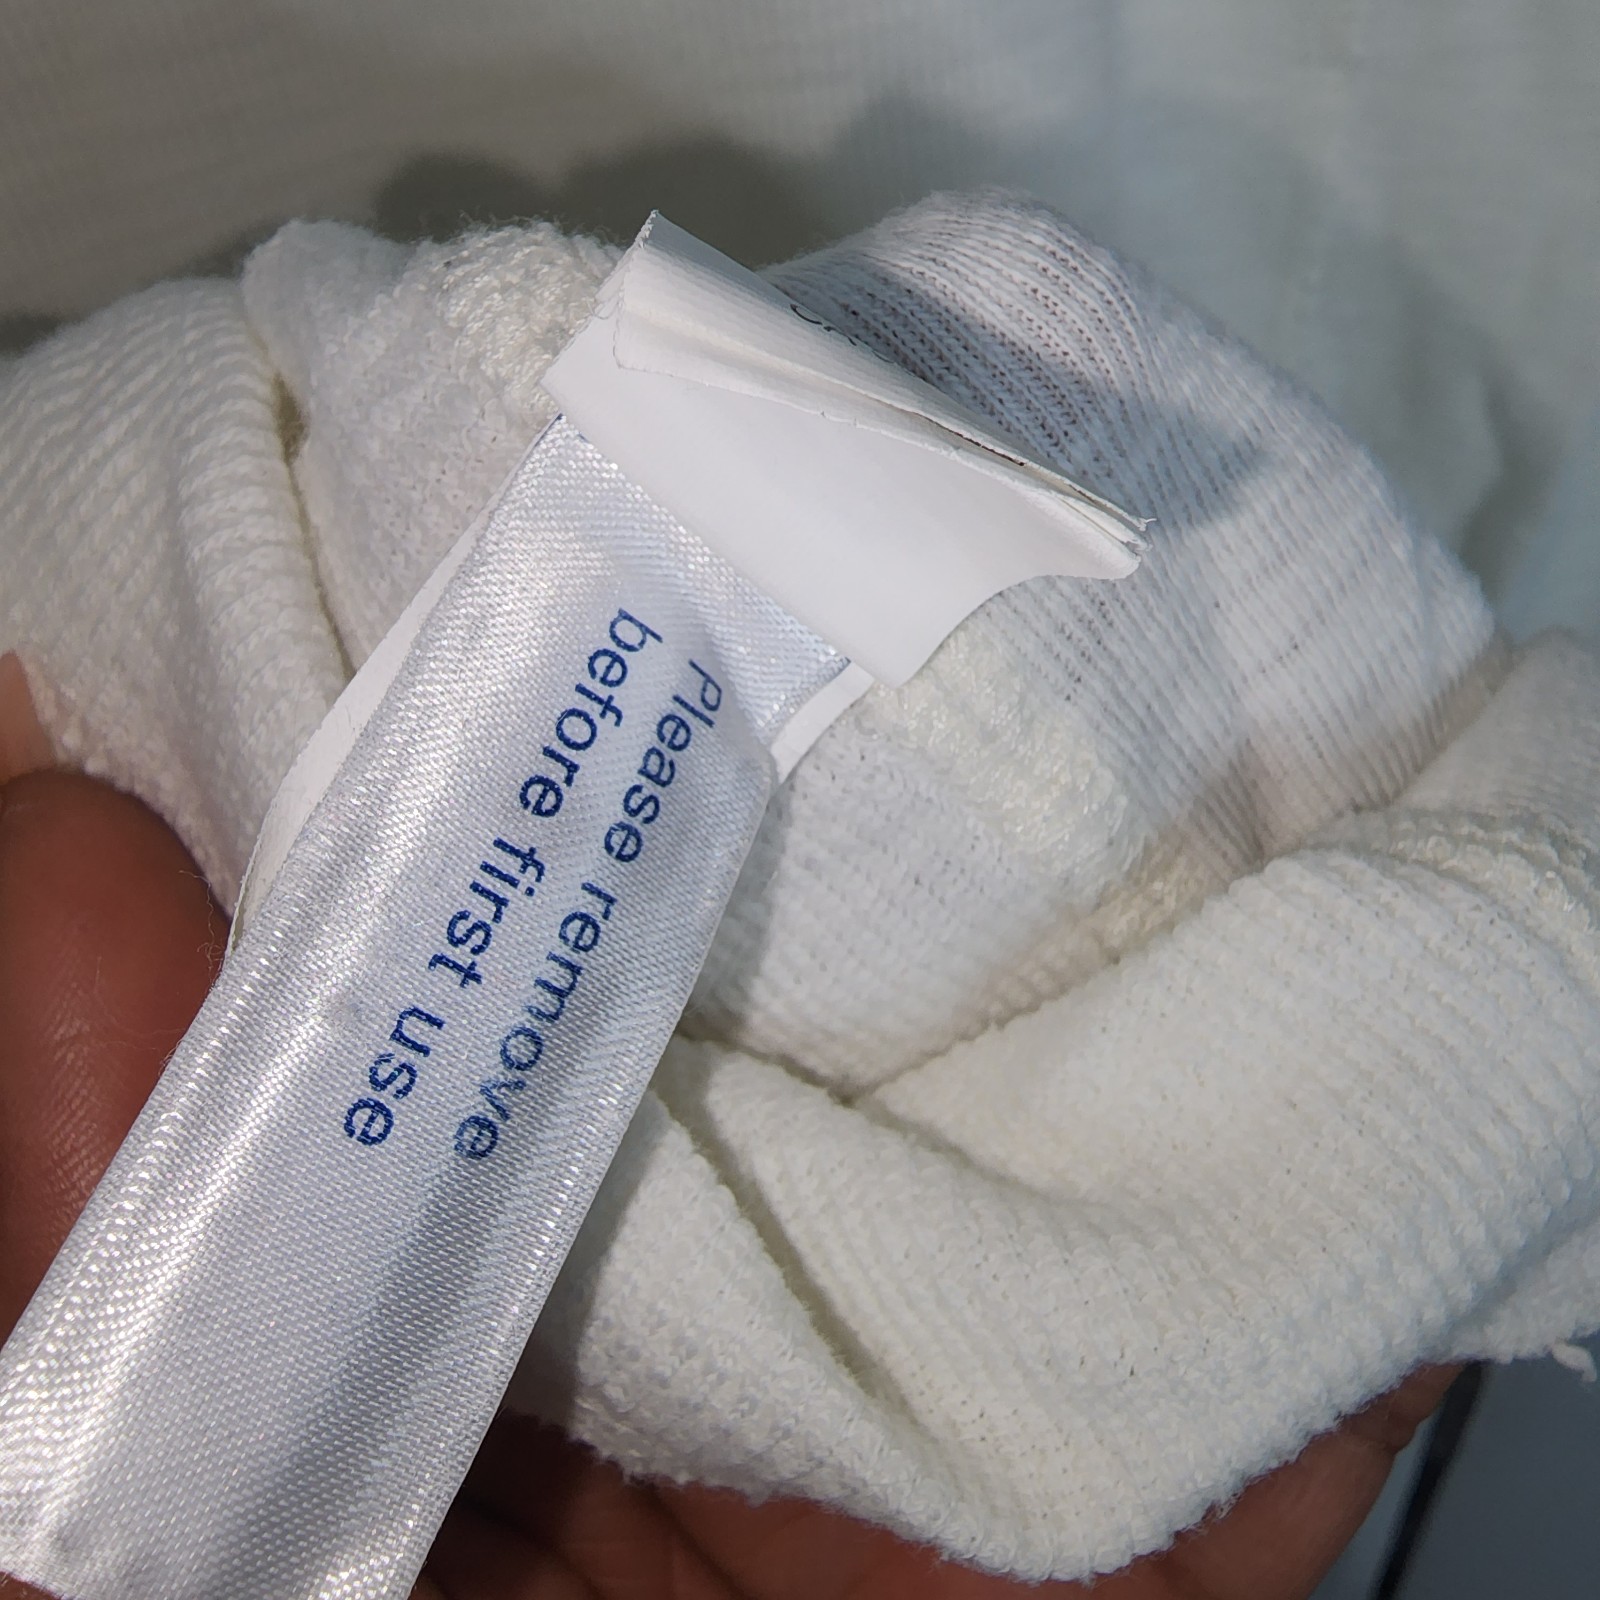 Please remove
before first use